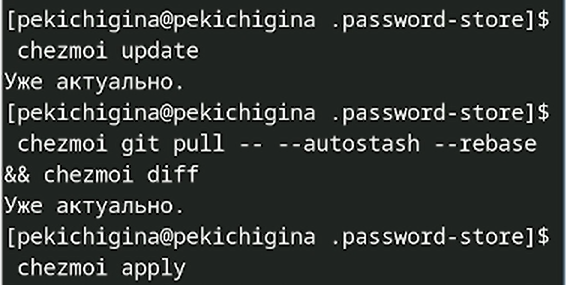 [pekichigina@pekichigina .password-store]$
chezmoi update
Уже актуально.
[pekichigina@pekichigina .password-store]$
chezmoi git pull -- --autostash --rebase
&& chezmoi diff
Уже актуально.
[pekichigina@pekichigina .password-store]$
chezmoi apply